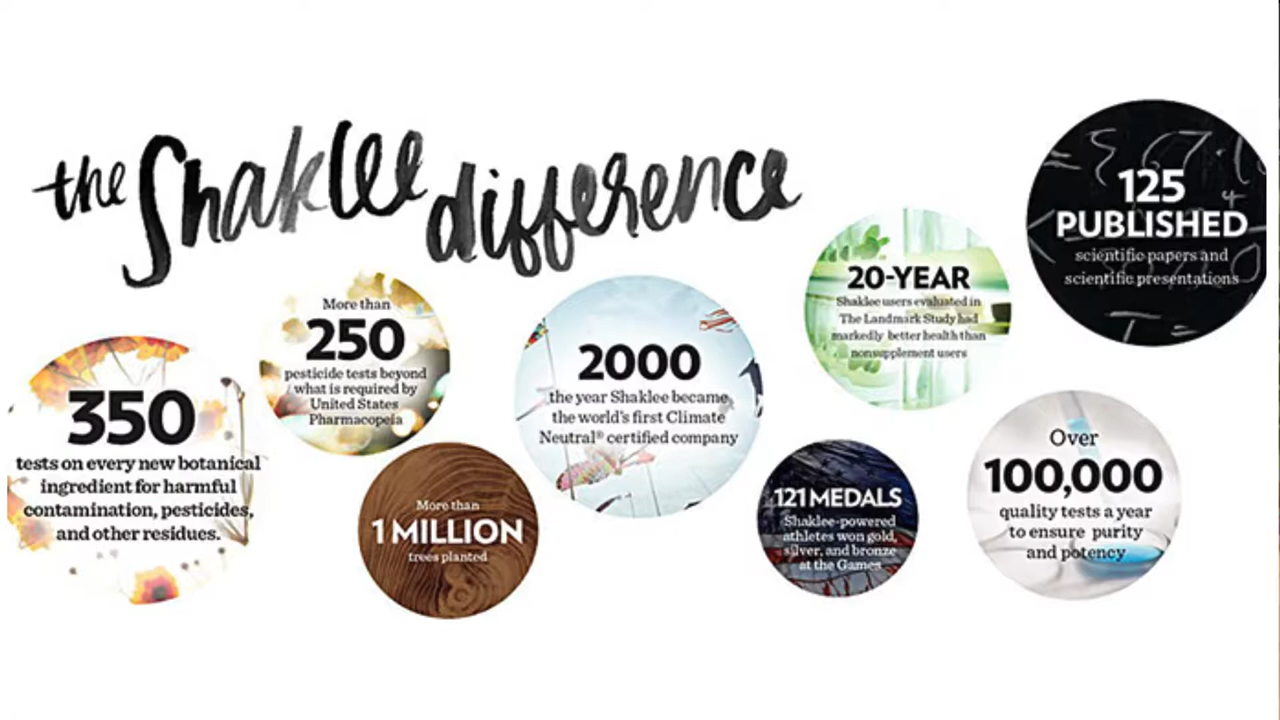 the Shaklee difference
350
tests on every new botanical
ingredient for harmful
contamination, pesticides,
and other residues.
More than
250
pesticide tests beyond
what is required by
United States
Pharmacopeia
More than
1 MILLION
trees planted
2000
the year Shaklee became
the world's first Climate
Neutral® certified company
20-YEAR
Shaklee users evaluated in
The Landmark Study had
markedly better health than
nonsupplement users
121 MEDALS
Shaklee-powered
athletes won gold,
silver, and bronze
at the Games
125
PUBLISHED
scientific papers and
scientific presentations
Over
100,000
quality tests a year
to ensure purity
and potency